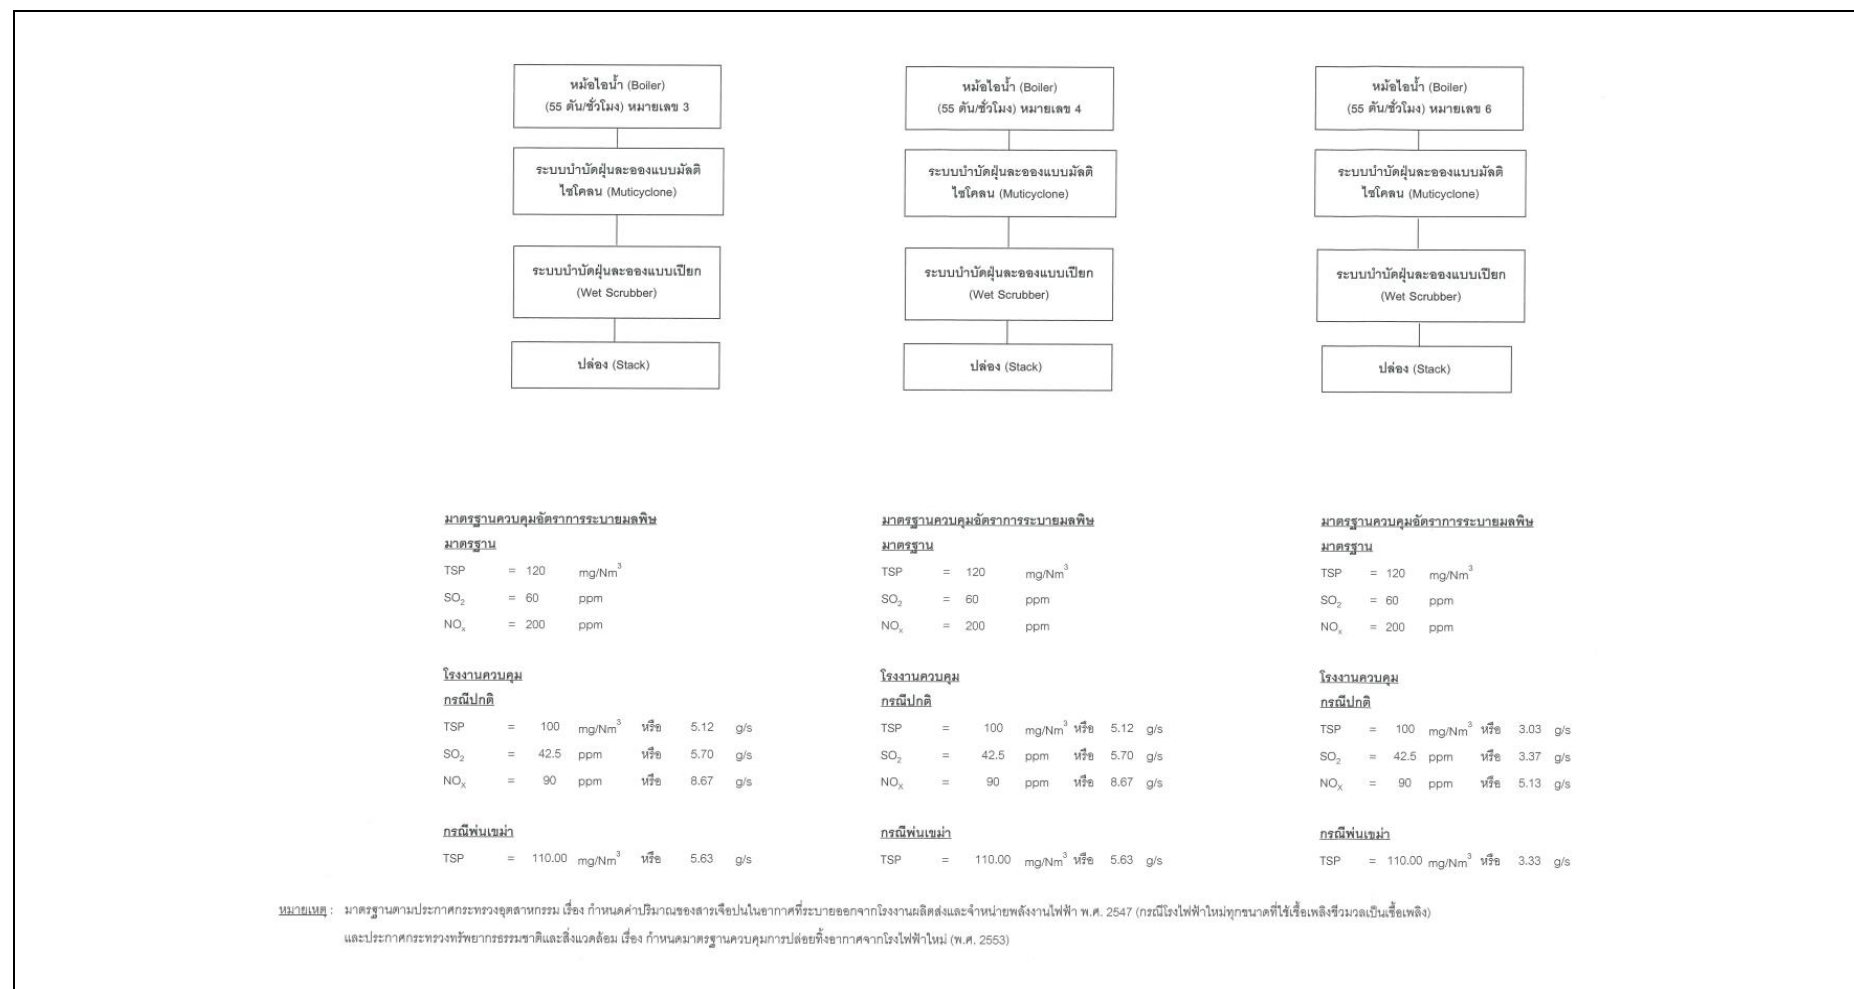 หม้อไอน้ำ (Boiler)
(55 ตัน/ชั่วโมง) หมายเลข 3
ระบบบำบัดฝุ่นละอองแบบมัลติ
ไซโคลน (Muticyclone)
ระบบบำบัดฝุ่นละอองแบบเปียก
(Wet Scrubber)
ปล่อง (Stack)
หม้อไอน้ำ (Boiler)
(55 ตัน/ชั่วโมง) หมายเลข 4
ระบบบำบัดฝุ่นละอองแบบมัลติ
ไซโคลน (Muticyclone)
ระบบบำบัดฝุ่นละอองแบบเปียก
(Wet Scrubber)
ปล่อง (Stack)
หม้อไอน้ำ (Boiler)
(55 ตัน/ชั่วโมง) หมายเลข 6
ระบบบำบัดฝุ่นละอองแบบมัลติ
ไซโคลน (Muticyclone)
ระบบบำบัดฝุ่นละอองแบบเปียก
(Wet Scrubber)
ปล่อง (Stack)
มาตรฐานควบคุมอัตราการระบายมลพิษ
มาตรฐาน
TSP = 120 mg/Nm³
SO₂ = 60 ppm
NOₓ = 200 ppm
โรงงานควบคุม
กรณีปกติ
TSP = 100 mg/Nm³ หรือ 5.12 g/s
SO₂ = 42.5 ppm หรือ 5.70 g/s
NOₓ = 90 ppm หรือ 8.67 g/s
กรณีพ่นเขม่า
TSP = 110.00 mg/Nm³ หรือ 5.63 g/s
มาตรฐานควบคุมอัตราการระบายมลพิษ
มาตรฐาน
TSP = 120 mg/Nm³
SO₂ = 60 ppm
NOₓ = 200 ppm
โรงงานควบคุม
กรณีปกติ
TSP = 100 mg/Nm³ หรือ 5.12 g/s
SO₂ = 42.5 ppm หรือ 5.70 g/s
NOₓ = 90 ppm หรือ 8.67 g/s
กรณีพ่นเขม่า
TSP = 110.00 mg/Nm³ หรือ 5.63 g/s
มาตรฐานควบคุมอัตราการระบายมลพิษ
มาตรฐาน
TSP = 120 mg/Nm³
SO₂ = 60 ppm
NOₓ = 200 ppm
โรงงานควบคุม
กรณีปกติ
TSP = 100 mg/Nm³ หรือ 3.03 g/s
SO₂ = 42.5 ppm หรือ 3.37 g/s
NOₓ = 90 ppm หรือ 5.13 g/s
กรณีพ่นเขม่า
TSP = 110.00 mg/Nm³ หรือ 3.33 g/s
หมายเหตุ : มาตรฐานตามประกาศกระทรวงอุตสาหกรรม เรื่อง กำหนดค่าปริมาณของสารเจือปนในอากาศที่ระบายออกจากโรงงานผลิตส่งและจำหน่ายพลังงานไฟฟ้า พ.ศ. 2547 (กรณีโรงไฟฟ้าใหม่ทุกขนาดที่ใช้เชื้อเพลิงชีวมวลเป็นเชื้อเพลิง)
และประกาศกระทรวงทรัพยากรธรรมชาติและสิ่งแวดล้อม เรื่อง กำหนดมาตรฐานควบคุมการปล่อยทิ้งอากาศจากโรงไฟฟ้าใหม่ (พ.ศ. 2553)